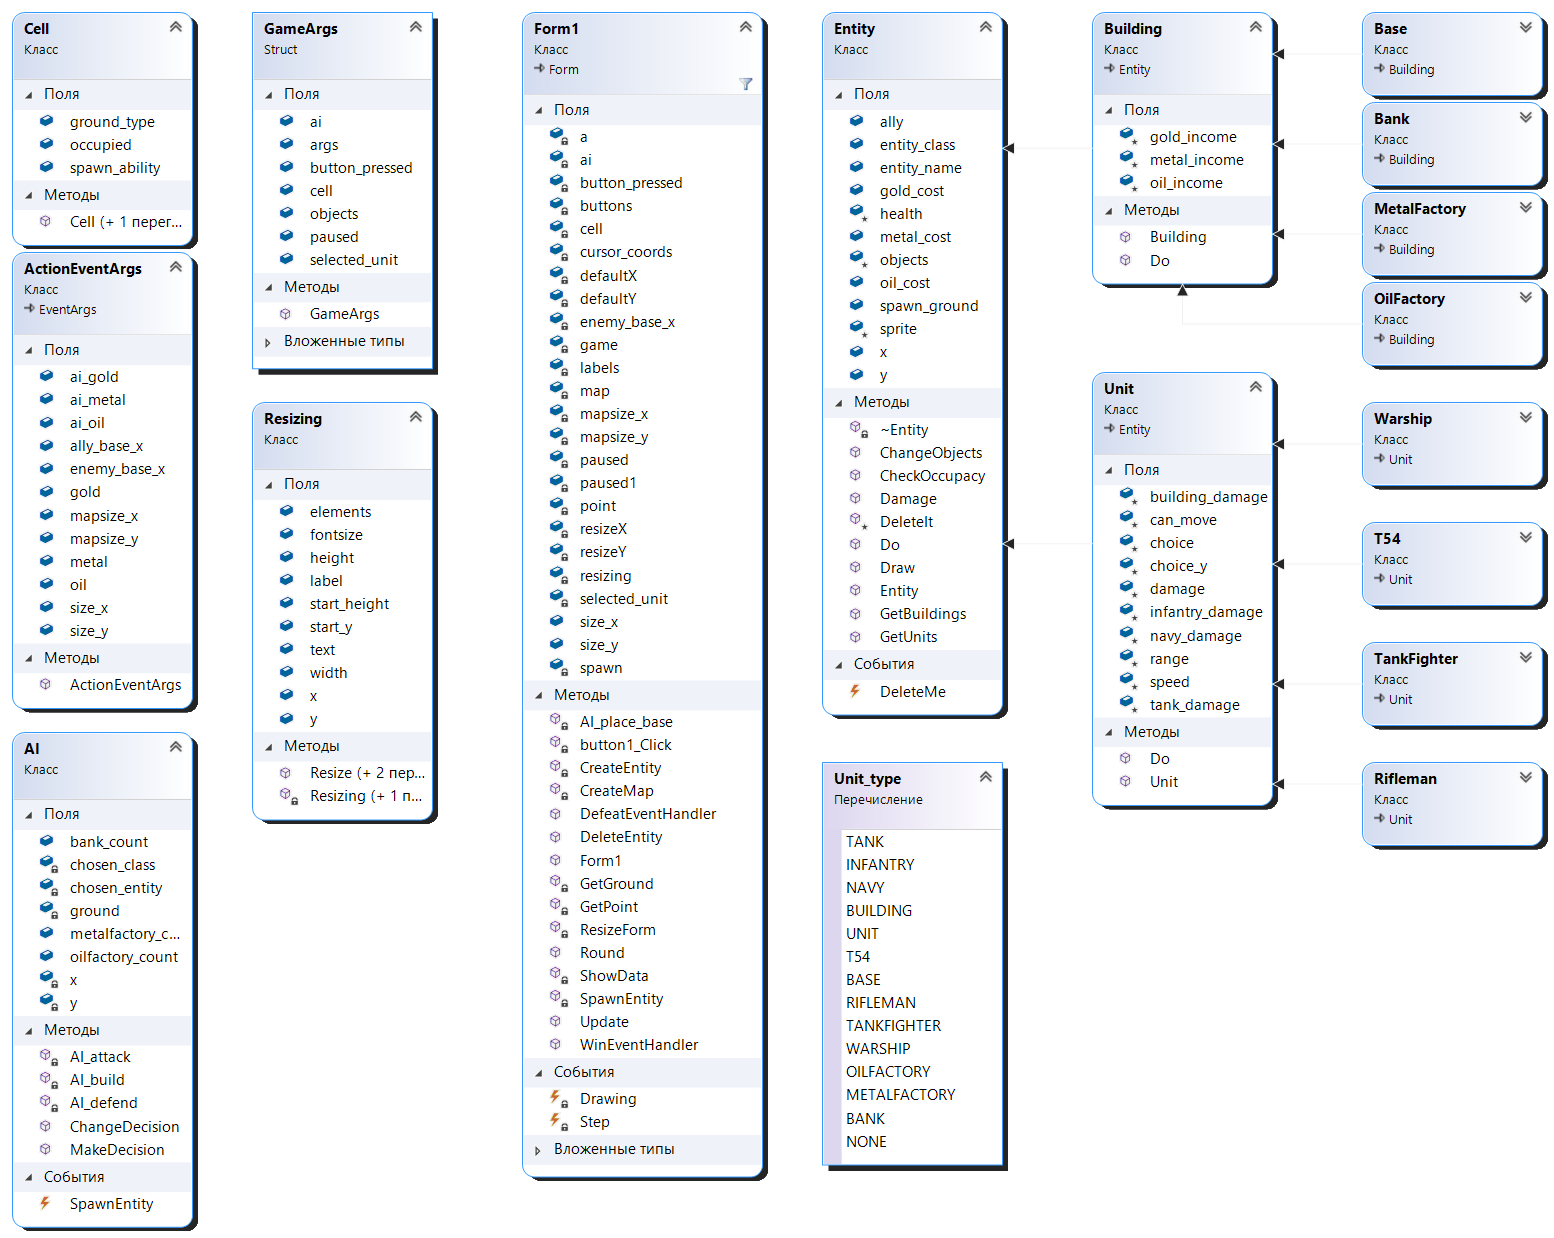 Cell
Класс
Поля
ground_type
occupied
spawn_ability
Методы
Cell (+ 1 перег...
ActionEventArgs
Класс
EventArgs
Поля
ai_gold
ai_metal
ai_oil
ally_base_x
enemy_base_x
gold
mapsize_x
mapsize_y
metal
oil
size_x
size_y
Методы
ActionEventArgs
AI
Класс
Поля
bank_count
chosen_class
chosen_entity
ground
metalfactory_c...
oilfactory_count
x
y
Методы
AI_attack
AI_build
AI_defend
ChangeDecision
MakeDecision
События
SpawnEntity
GameArgs
Struct
Поля
ai
args
button_pressed
cell
objects
paused
selected_unit
Методы
GameArgs
Вложенные типы
Resizing
Класс
Поля
elements
fontsize
height
label
start_height
start_y
text
width
x
y
Методы
Resize (+ 2 пер...
Resizing (+ 1 п...
Form1
Класс
Form
Поля
a
ai
button_pressed
buttons
cell
cursor_coords
defaultX
defaultY
enemy_base_x
game
labels
map
mapsize_x
mapsize_y
paused
paused1
point
resizeX
resizeY
resizing
selected_unit
size_x
size_y
spawn
Методы
AI_place_base
button1_Click
CreateEntity
CreateMap
DefeatEventHandler
DeleteEntity
Form1
GetGround
GetPoint
ResizeForm
Round
ShowData
SpawnEntity
Update
WinEventHandler
События
Drawing
Step
Вложенные типы
Entity
Класс
Поля
ally
entity_class
entity_name
gold_cost
health
metal_cost
objects
oil_cost
spawn_ground
sprite
x
y
Методы
~Entity
ChangeObjects
CheckOccupacy
Damage
DeleteIt
Do
Draw
Entity
GetBuildings
GetUnits
События
DeleteMe
Unit_type
Перечисление
TANK
INFANTRY
NAVY
BUILDING
UNIT
T54
BASE
RIFLEMAN
TANKFIGHTER
WARSHIP
OILFACTORY
METALFACTORY
BANK
NONE
Building
Класс
Entity
Поля
gold_income
metal_income
oil_income
Методы
Building
Do
Unit
Класс
Entity
Поля
building_damage
can_move
choice
choice_y
damage
infantry_damage
navy_damage
range
speed
tank_damage
Методы
Do
Unit
Base
Класс
Building
Bank
Класс
Building
MetalFactory
Класс
Building
OilFactory
Класс
Building
Warship
Класс
Unit
T54
Класс
Unit
TankFighter
Класс
Unit
Rifleman
Класс
Unit